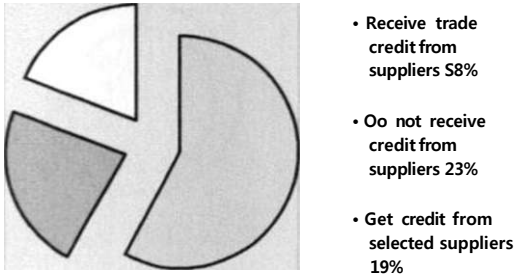 • Receive trade
credit from
suppliers S8%
• Oo not receive
credit from
suppliers 23%
• Get credit from
selected suppliers
19%